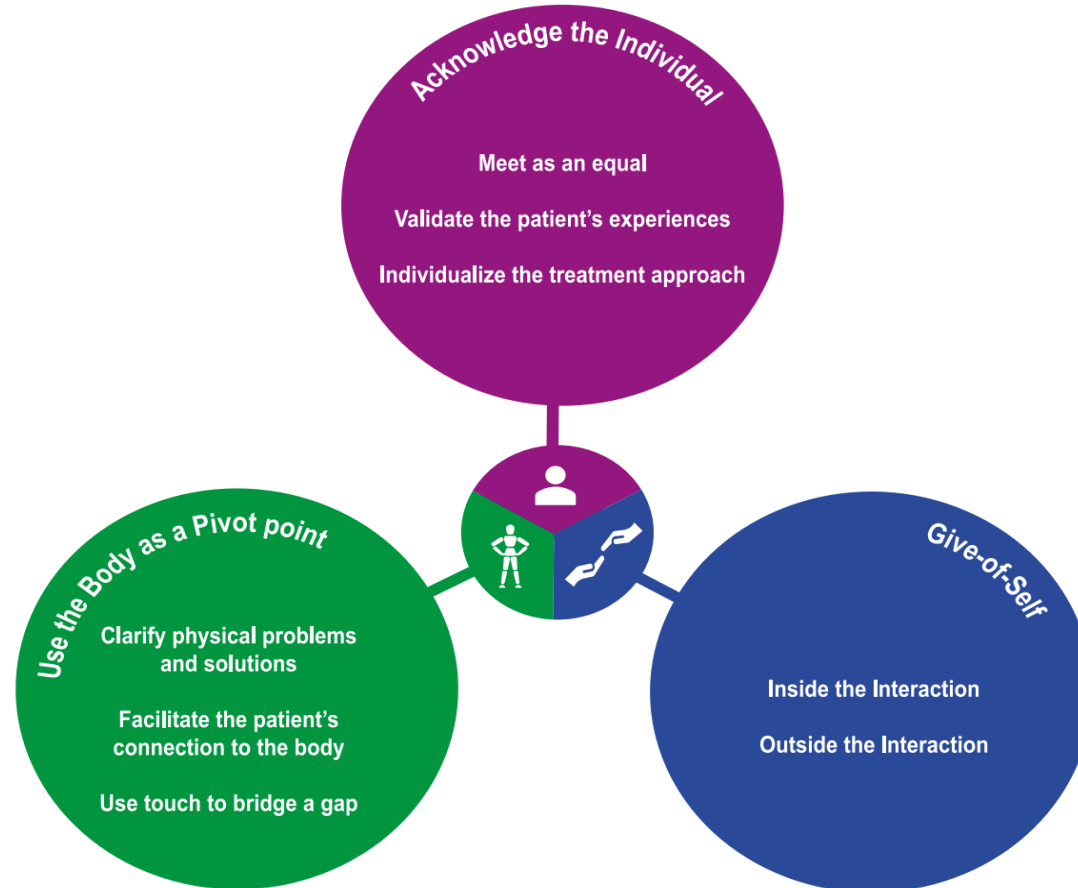 Acknowledge the Individual
Meet as an equal
Validate the patient's experiences
Individualize the treatment approach
Use the Body as a Pivot point
Clarify physical problems
and solutions
Facilitate the patient's
connection to the body
Use touch to bridge a gap
Give-of-Self
Inside the Interaction
Outside the Interaction